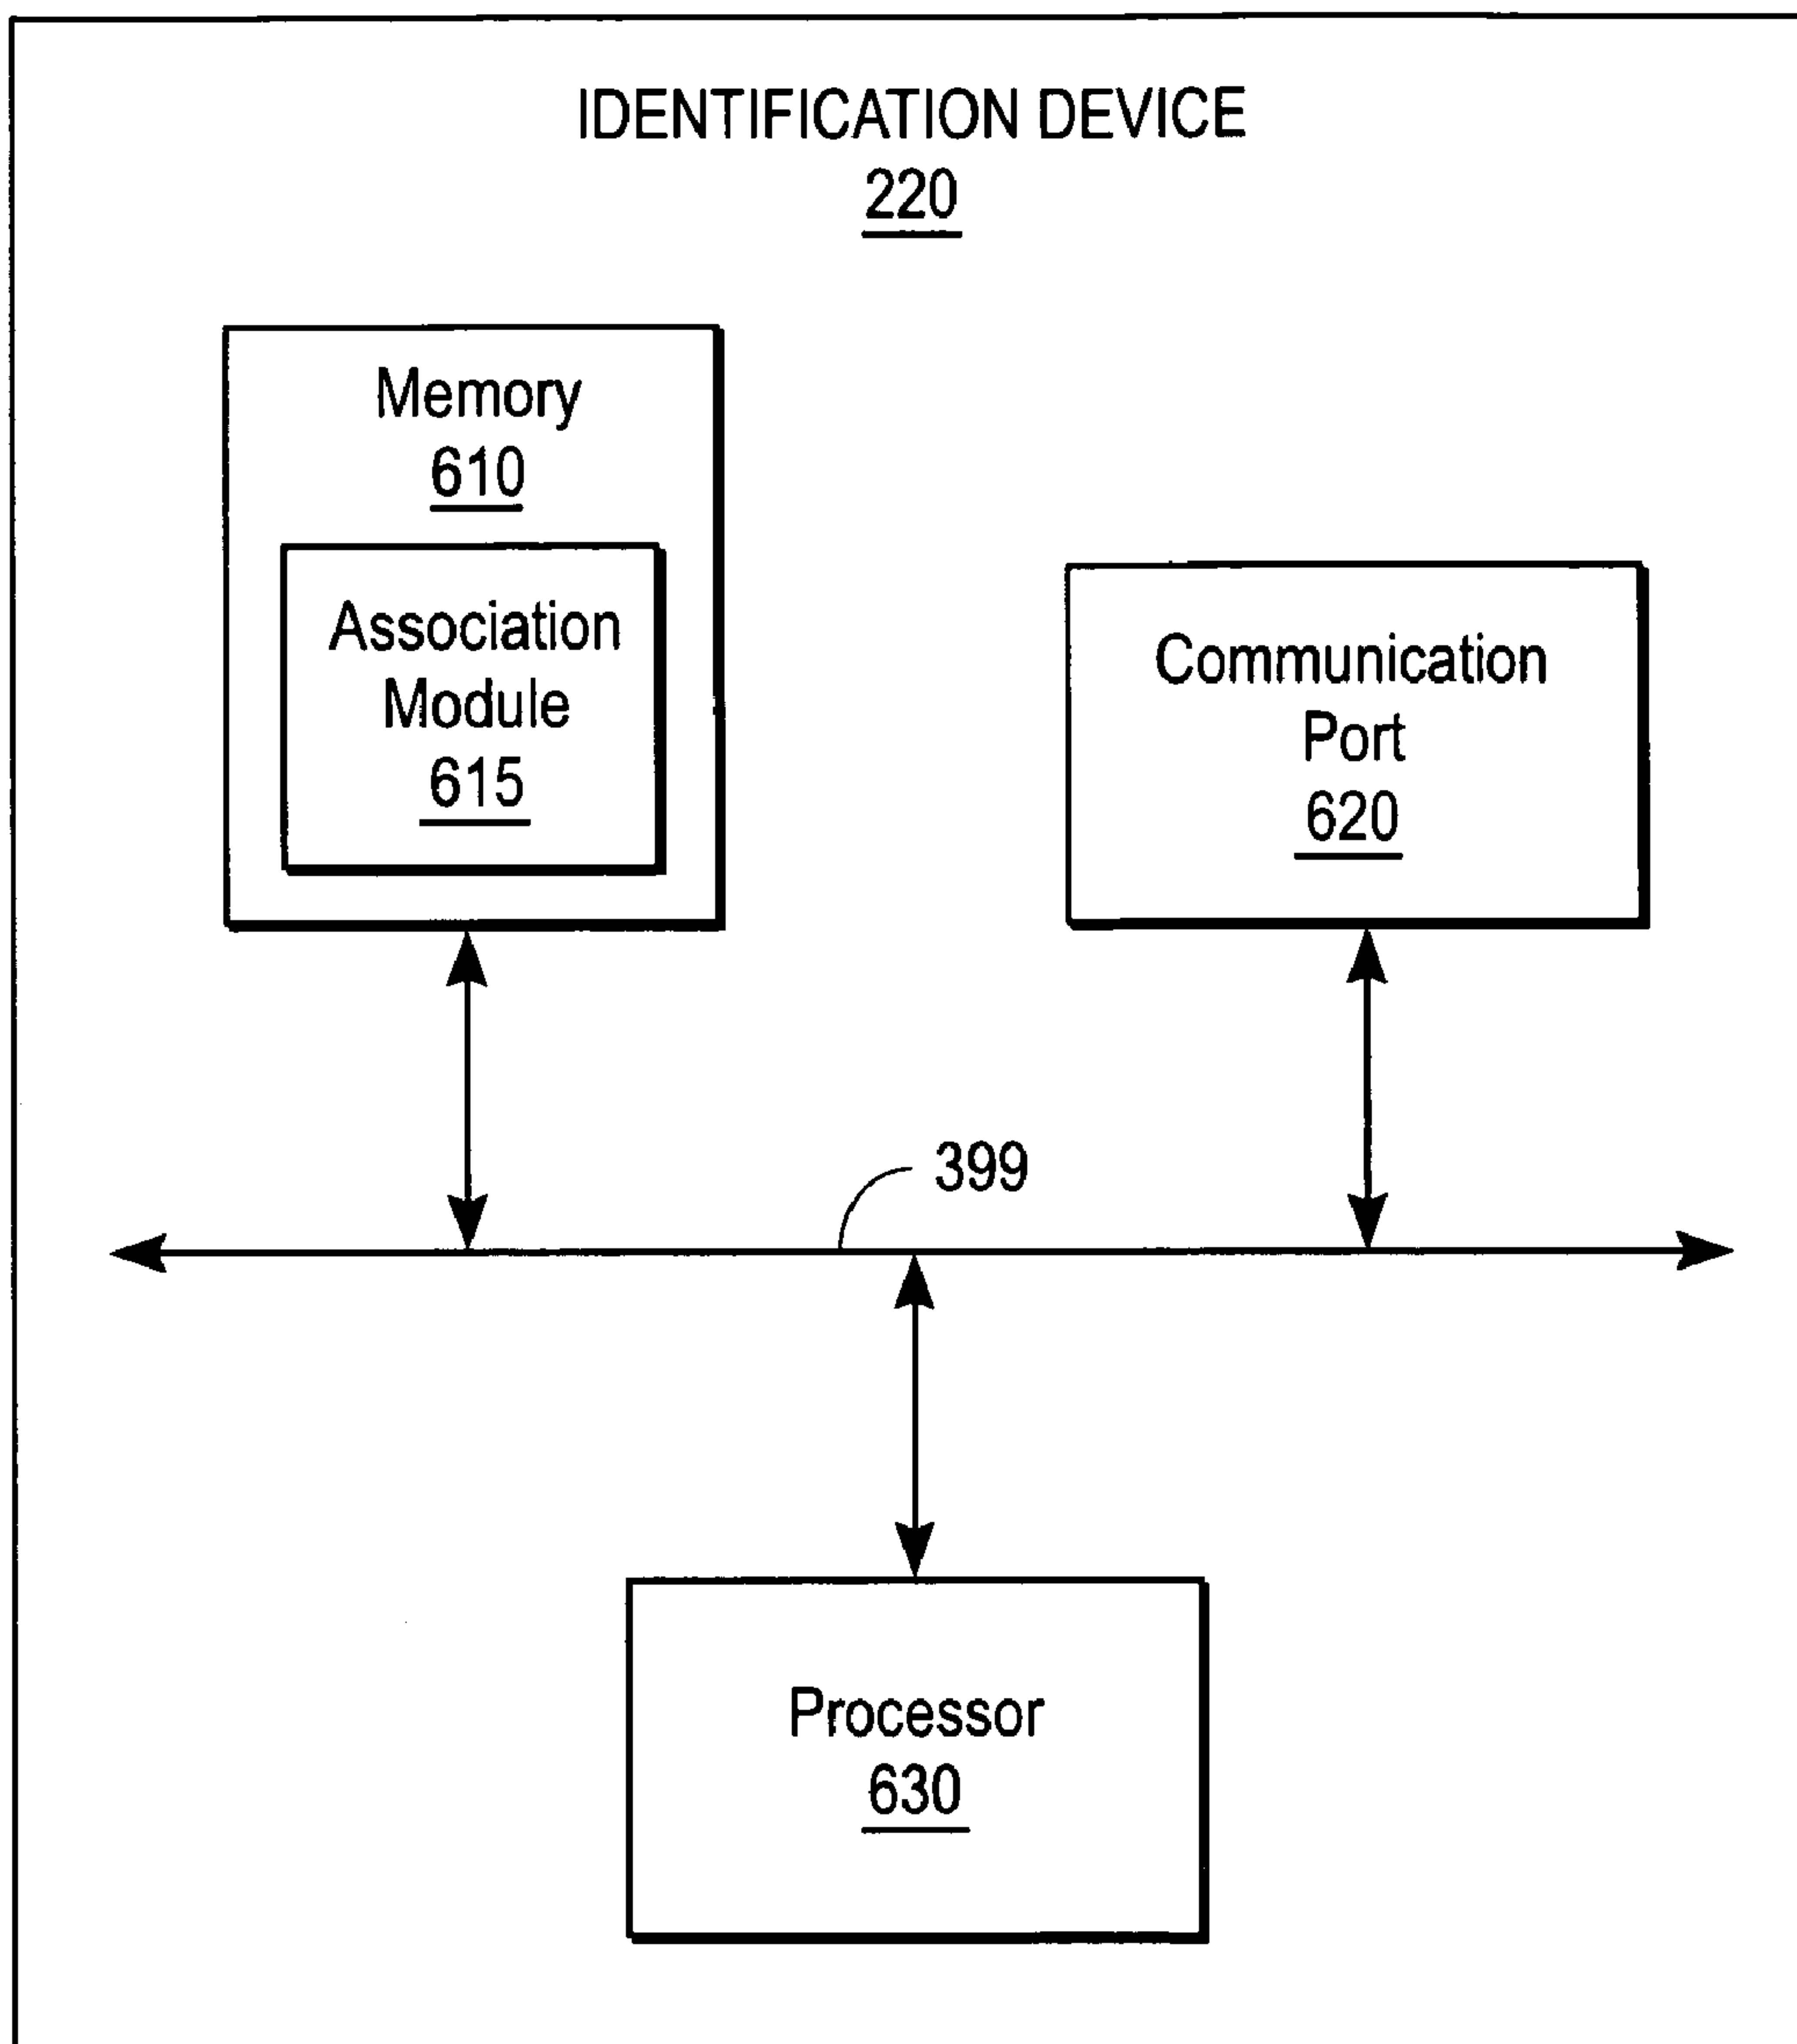 IDENTIFICATION DEVICE
220
Memory
610
Association
Module
615
Communication
Port
620
399
Processor
630